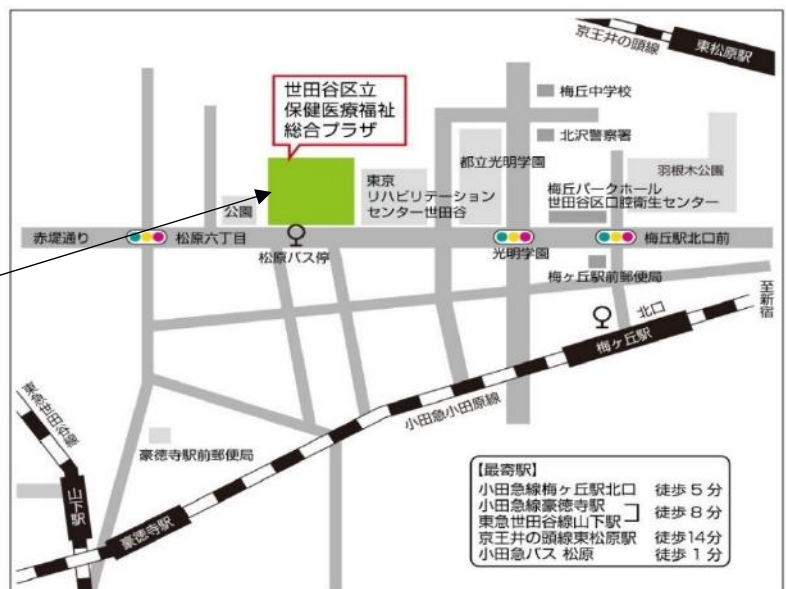 京王井の頭線
東松原駅
世田谷区立
保健医療福祉
総合プラザ
梅丘中学校
北沢警察署
都立光明学園
羽根木公園
東京
リハビリテーション
センター世田谷
梅丘パークホール
世田谷区口腔衛生センター
公園
赤堤通り
松原六丁目
松原バス停
光明学園
梅丘駅北口前
梅ヶ丘駅前郵便局
至新宿
北口
梅ヶ丘駅
小田急小田原線
東急世田谷線
山下駅
豪徳寺駅前郵便局
豪徳寺駅
【最寄駅】
小田急線梅ヶ丘駅北口 徒歩5分
小田急線豪徳寺駅
東急世田谷線山下駅 徒歩8分
京王井の頭線東松原駅 徒歩14分
小田急バス 松原 徒歩1分